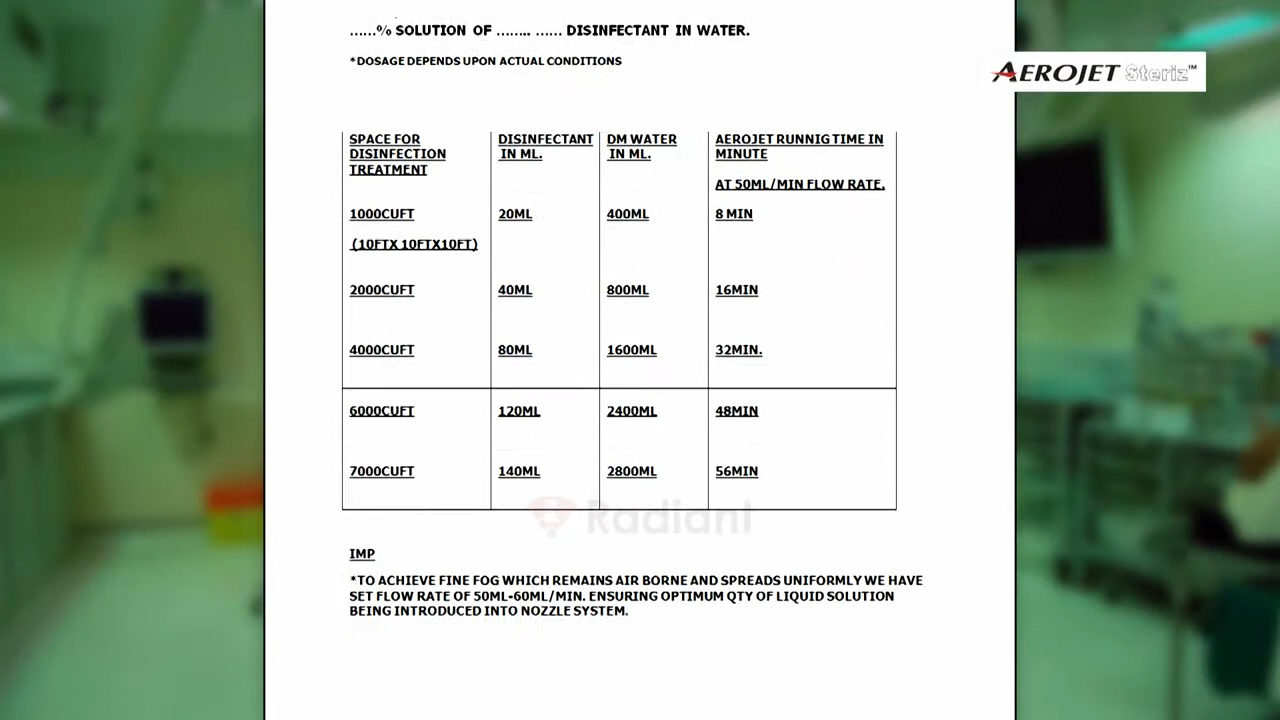 ……% SOLUTION OF …….. …… DISINFECTANT IN WATER.
*DOSAGE DEPENDS UPON ACTUAL CONDITIONS
AEROJET Steriz™
SPACE FOR DISINFECTION TREATMENT	DISINFECTANT IN ML.	DM WATER IN ML.	AEROJET RUNNIG TIME IN MINUTE AT 50ML/MIN FLOW RATE.
1000CUFT (10FTX 10FTX10FT)	20ML	400ML	8 MIN
2000CUFT	40ML	800ML	16MIN
4000CUFT	80ML	1600ML	32MIN.
6000CUFT	120ML	2400ML	48MIN
7000CUFT	140ML	2800ML	56MIN
Radiant
IMP
*TO ACHIEVE FINE FOG WHICH REMAINS AIR BORNE AND SPREADS UNIFORMLY WE HAVE
SET FLOW RATE OF 50ML-60ML/MIN. ENSURING OPTIMUM QTY OF LIQUID SOLUTION
BEING INTRODUCED INTO NOZZLE SYSTEM.